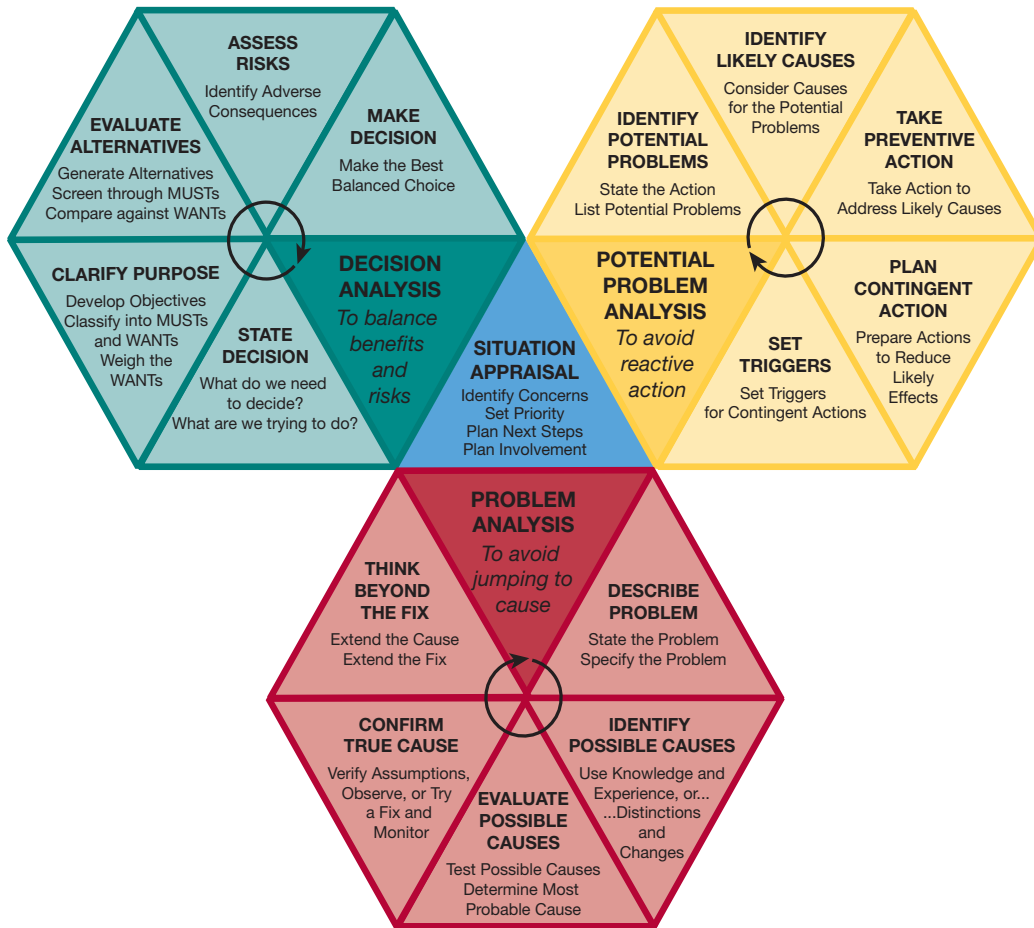 ASSESS
RISKS
Identify Adverse
Consequences
MAKE
DECISION
Make the Best
Balanced Choice
EVALUATE
ALTERNATIVES
Generate Alternatives
Screen through MUSTs
Compare against WANTs
CLARIFY PURPOSE
Develop Objectives
Classify into MUSTs
and WANTs
Weigh the
WANTs
STATE
DECISION
What do we need
to decide?
What are we trying to do?
DECISION
ANALYSIS
To balance
benefits
and
risks
SITUATION
APPRAISAL
Identify Concerns
Set Priority
Plan Next Steps
Plan Involvement
IDENTIFY
LIKELY CAUSES
Consider Causes
for the Potential
Problems
IDENTIFY
POTENTIAL
PROBLEMS
State the Action
List Potential Problems
TAKE
PREVENTIVE
ACTION
Take Action to
Address Likely Causes
POTENTIAL
PROBLEM
ANALYSIS
To avoid
reactive
action
PLAN
CONTINGENT
ACTION
Prepare Actions
to Reduce
Likely
Effects
SET
TRIGGERS
Set Triggers
for Contingent Actions
PROBLEM
ANALYSIS
To avoid
jumping to
cause
THINK
BEYOND
THE FIX
Extend the Cause
Extend the Fix
DESCRIBE
PROBLEM
State the Problem
Specify the Problem
CONFIRM
TRUE CAUSE
Verify Assumptions,
Observe, or Try
a Fix and
Monitor
EVALUATE
POSSIBLE
CAUSES
Test Possible Causes
Determine Most
Probable Cause
IDENTIFY
POSSIBLE CAUSES
Use Knowledge and
Experience, or...
...Distinctions
and
Changes